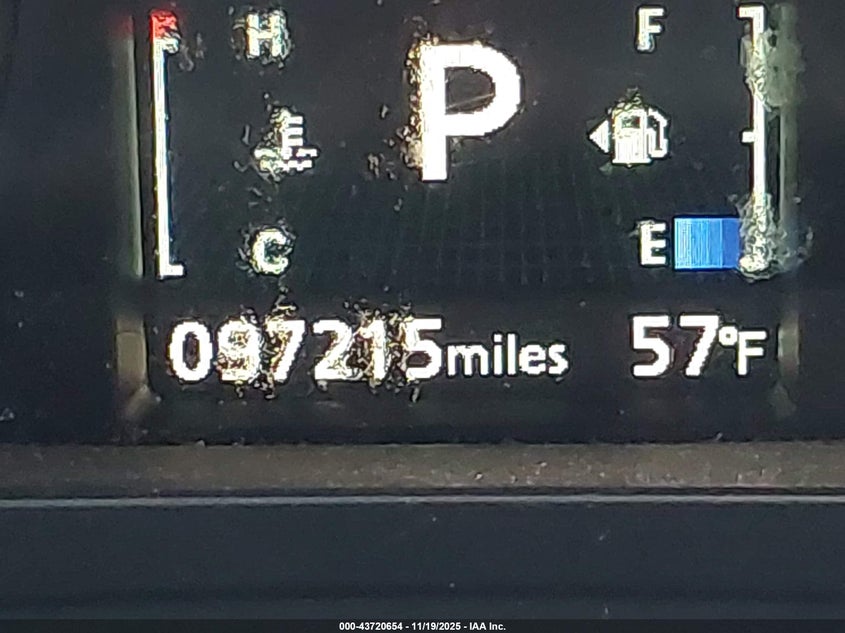 H F
P
E
C E
097215miles 57°F
000-43720654 - 11/19/2025 - IAA Inc.